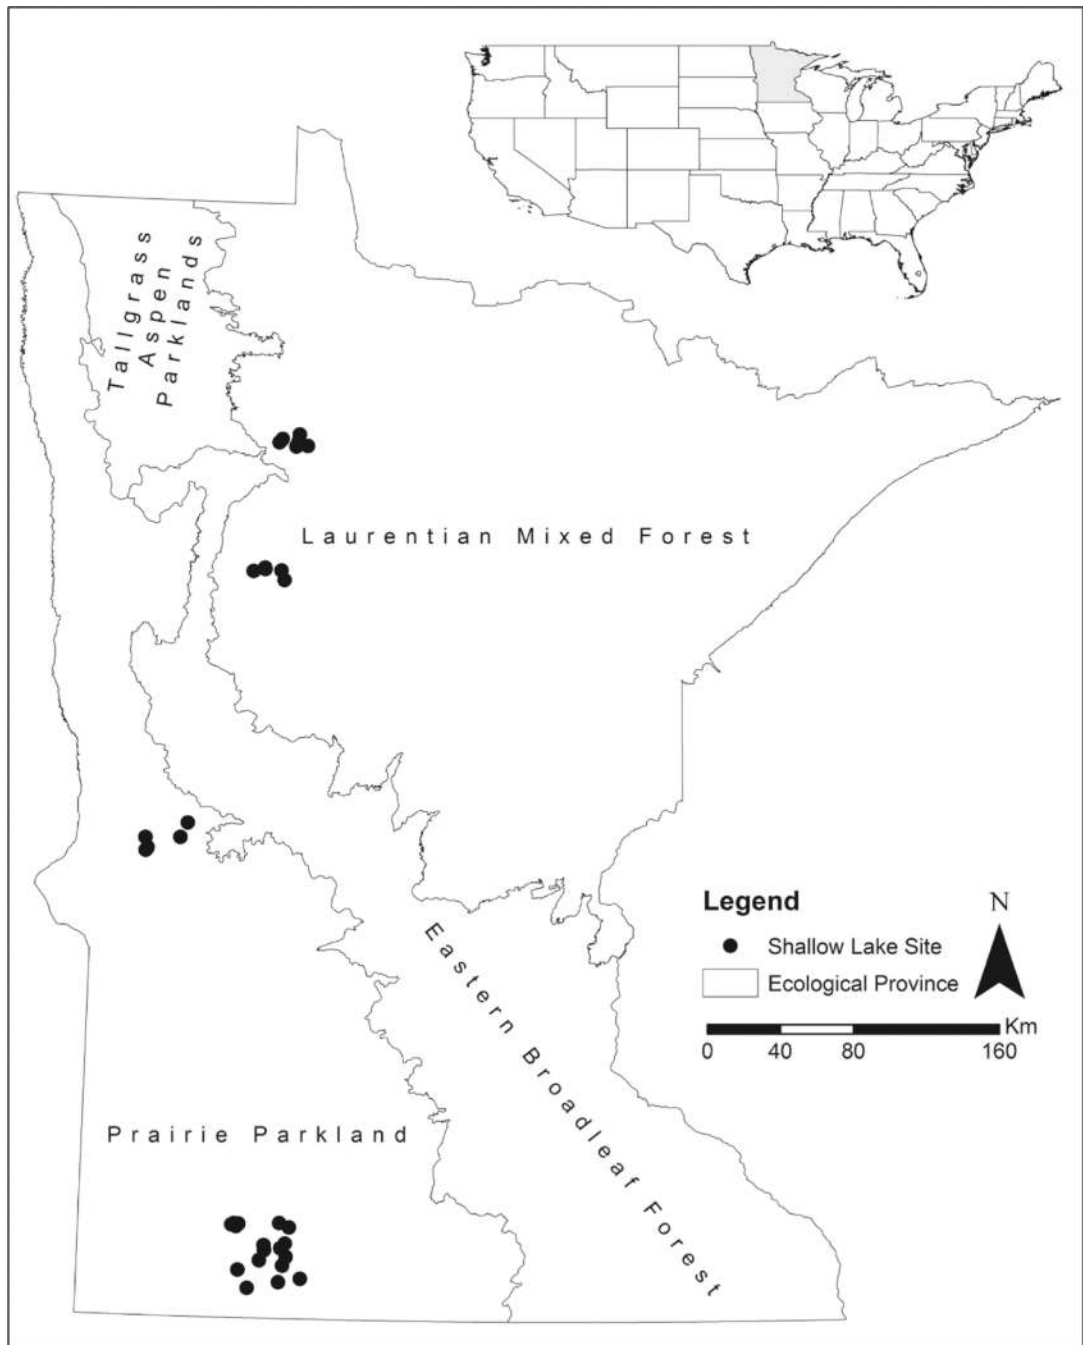 Tallgrass
Aspen
Parklands
Laurentian Mixed Forest
Legend
N
Shallow Lake Site
Ecological Province
Km
0 40 80 160
Eastern Broadleaf Forest
Prairie Parkland